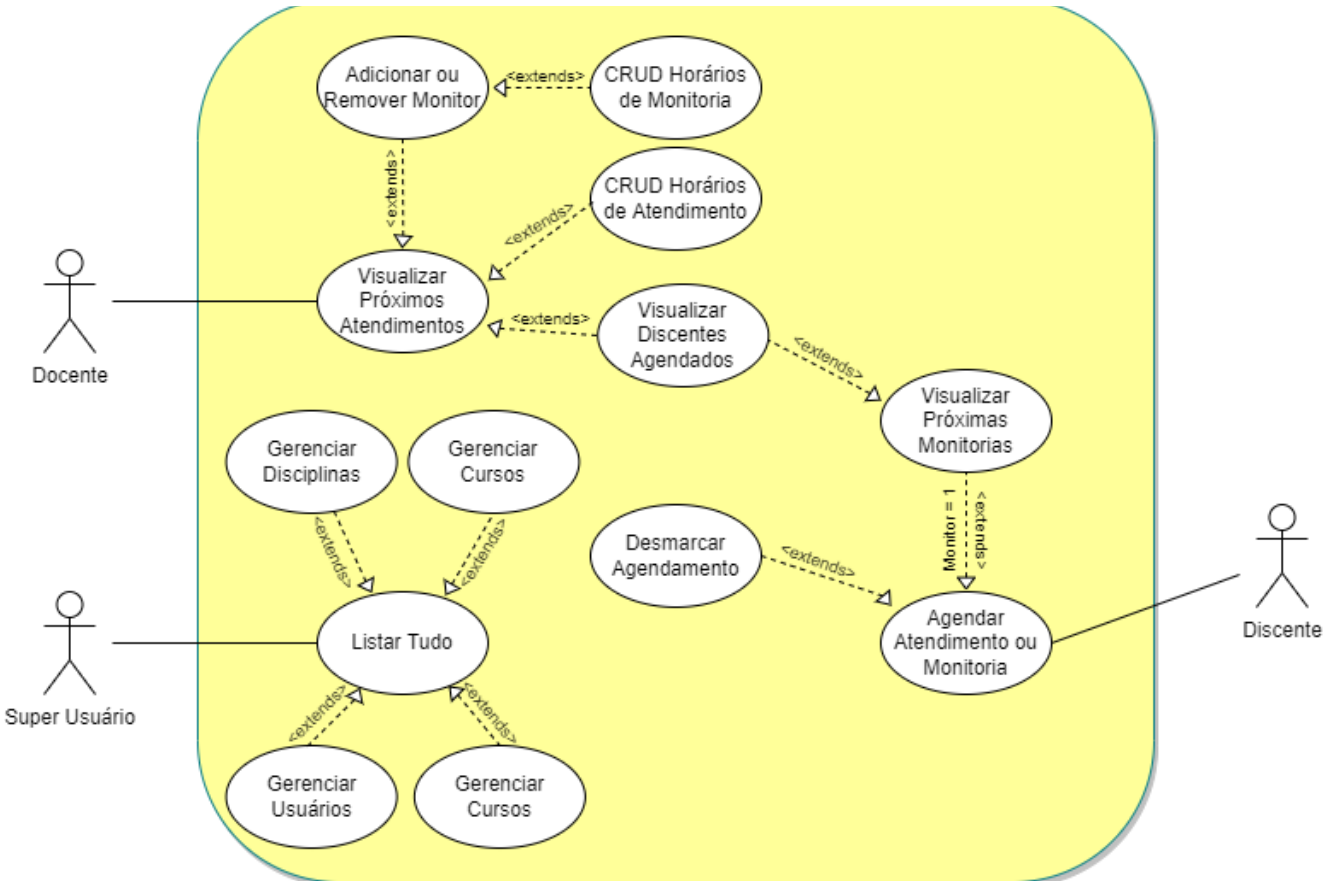 Adicionar ou
Remover Monitor
<extends>
CRUD Horários
de Monitoria
<extends>
CRUD Horários
de Atendimento
<extends>
Visualizar
Próximos
Atendimentos
<extends>
Visualizar
Discentes
Agendados
<extends>
Docente
Visualizar
Próximas
Monitorias
Gerenciar
Disciplinas
Gerenciar
Cursos
<extends>
<extends>
Monitor = 1
<extends>
Desmarcar
Agendamento
<extends>
Agendar
Atendimento ou
Monitoria
Discente
Listar Tudo
Super Usuário
<extends>
<extends>
Gerenciar
Usuários
Gerenciar
Cursos